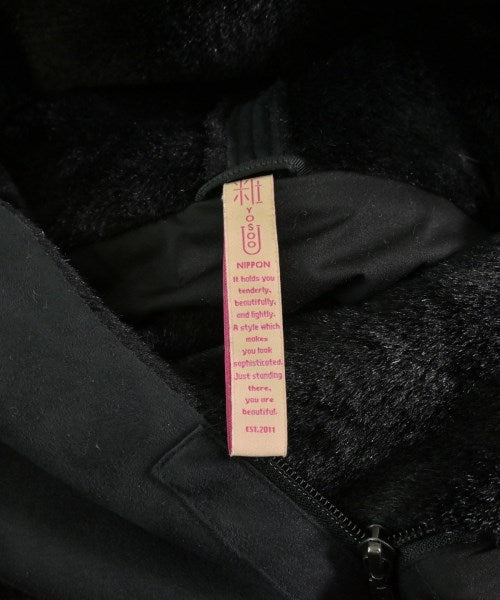 粧
YOSOO
NIPPON
It holds you
tenderly,
beautifully,
and lightly.
A style which
makes
you look
sophisticated.
Just standing
there,
you are
beautiful.
EST.2011